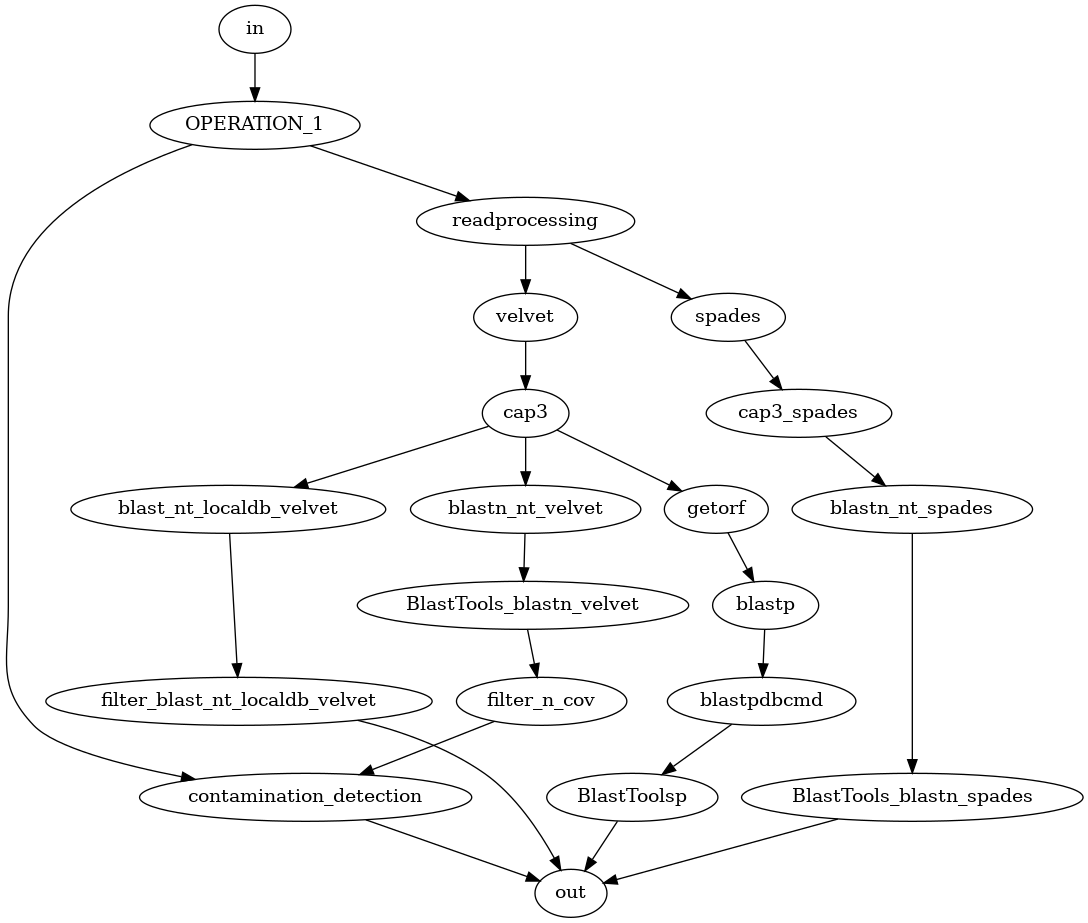 in
OPERATION_1
readprocessing
velvet
spades
cap3
cap3_spades
blast_nt_localdb_velvet
blastn_nt_velvet
getorf
blastn_nt_spades
BlastTools_blastn_velvet
blastp
filter_blast_nt_localdb_velvet
filter_n_cov
blastpdbcmd
contamination_detection
BlastToolsp
BlastTools_blastn_spades
out